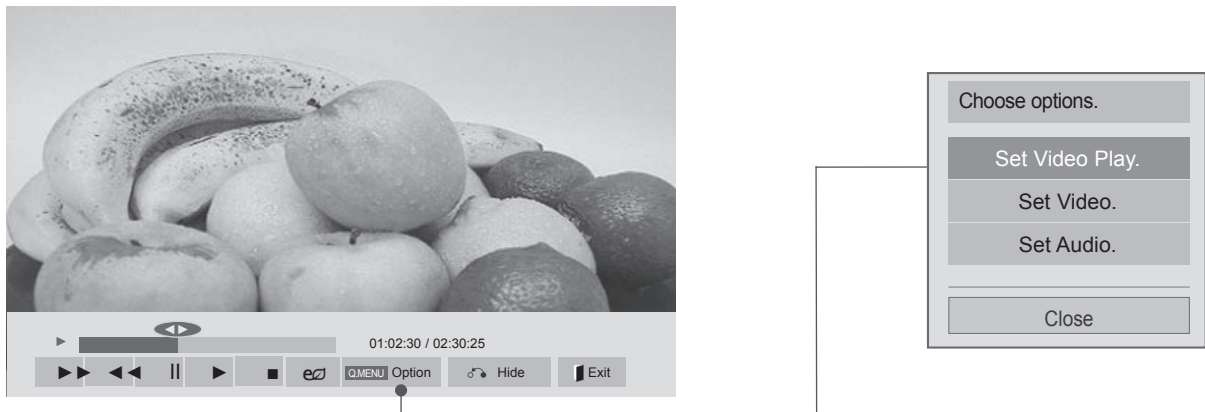 01:02:30 / 02:30:25
Q.MENU Option
Hide
Exit
Choose options.
Set Video Play.
Set Video.
Set Audio.
Close